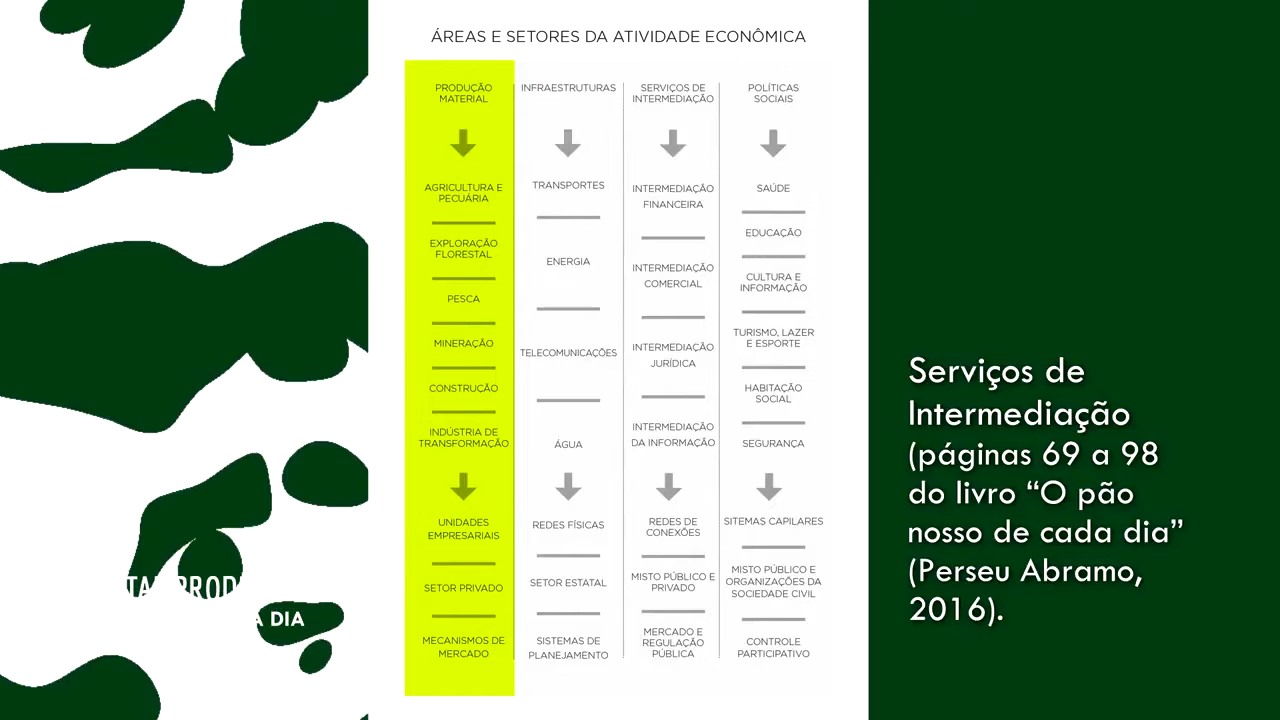 ÁREAS E SETORES DA ATIVIDADE ECONÔMICA
PRODUÇÃO
MATERIAL
AGRICULTURA E
PECUÁRIA
EXPLORAÇÃO
FLORESTAL
PESCA
MINERAÇÃO
CONSTRUÇÃO
INDÚSTRIA DE
TRANSFORMAÇÃO
UNIDADES
EMPRESARIAIS
SETOR PRIVADO
MECANISMOS DE
MERCADO
INFRAESTRUTURAS
TRANSPORTES
ENERGIA
TELECOMUNICAÇÕES
ÁGUA
REDES FÍSICAS
SETOR ESTATAL
SISTEMAS DE
PLANEJAMENTO
SERVIÇOS DE
INTERMEDIAÇÃO
INTERMEDIAÇÃO
FINANCEIRA
INTERMEDIAÇÃO
COMERCIAL
INTERMEDIAÇÃO
JURÍDICA
INTERMEDIAÇÃO
DA INFORMAÇÃO
REDES DE
CONEXÕES
MISTO PÚBLICO E
PRIVADO
MERCADO E
REGULAÇÃO
PÚBLICA
POLÍTICAS
SOCIAIS
SAÚDE
EDUCAÇÃO
CULTURA E
INFORMAÇÃO
TURISMO, LAZER
E ESPORTE
HABITAÇÃO
SOCIAL
SEGURANÇA
SITEMAS CAPILARES
MISTO PÚBLICO E
ORGANIZAÇÕES DA
SOCIEDADE CIVIL
CONTROLE
PARTICIPATIVO
Serviços de
Intermediação
(páginas 69 a 98
do livro “O pão
nosso de cada dia”
(Perseu Abramo,
2016).
DIA